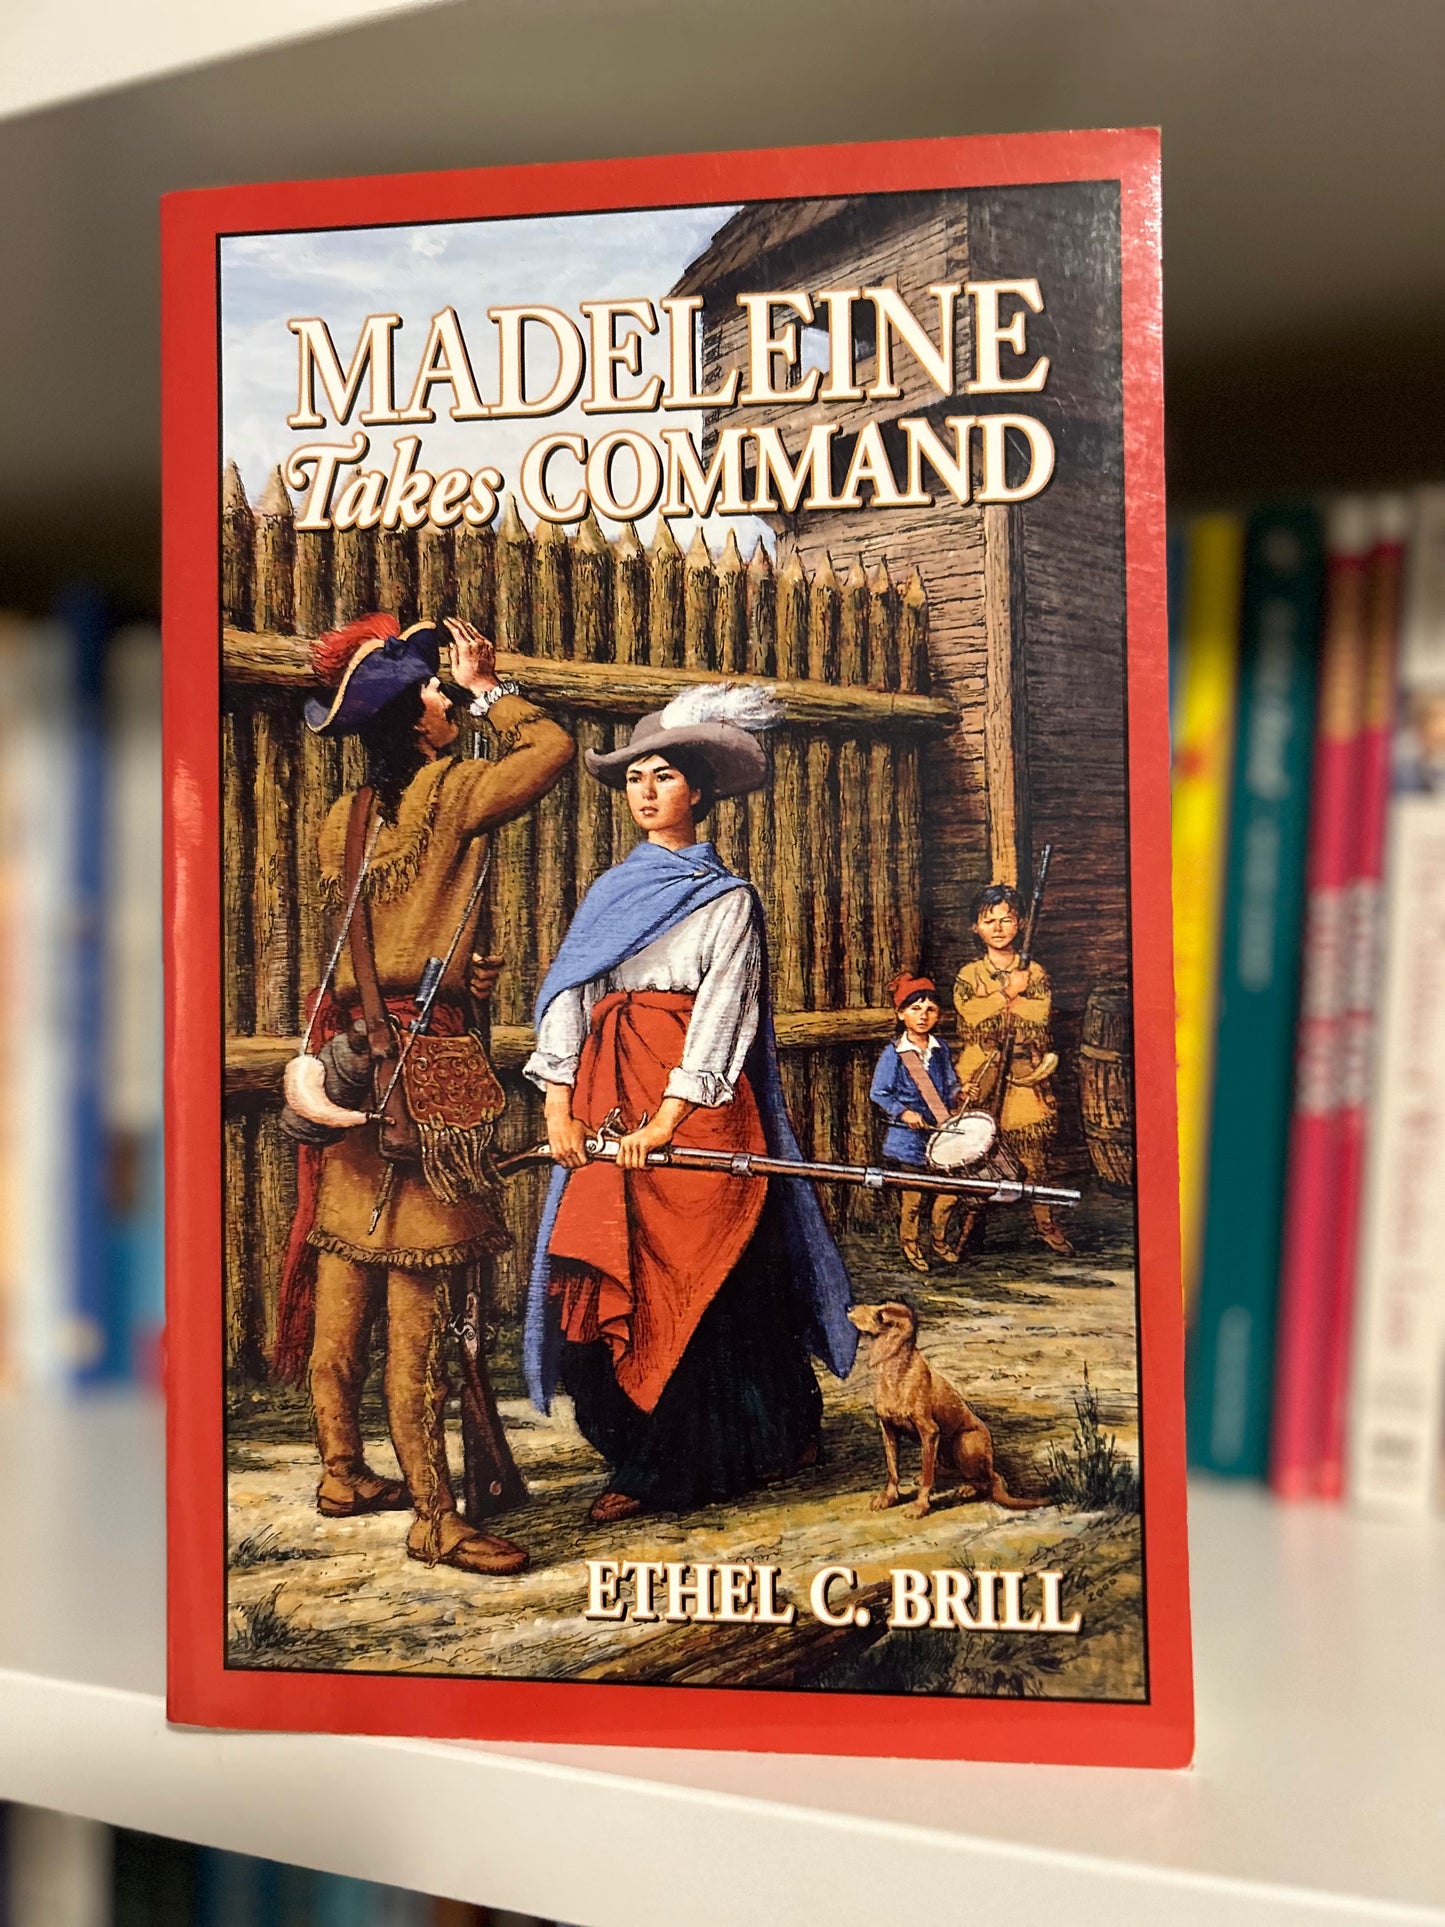 MADELEINE
Takes COMMAND
ETHEL C. BRILL